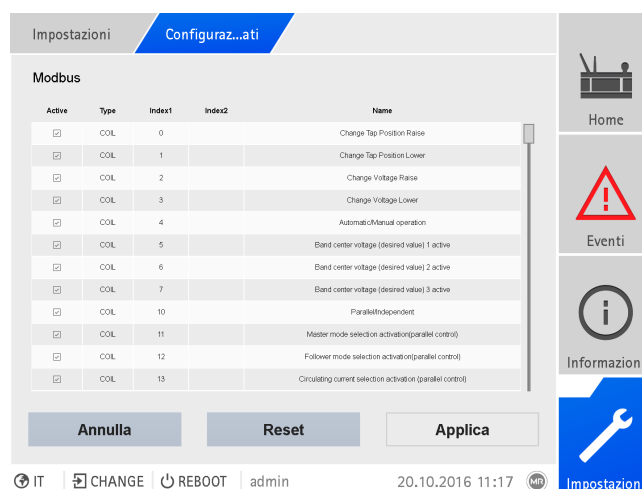 Impostazioni
Configuraz...ati
Modbus
Active Type Index1 Index2 Name
COIL 0 Change Tap Position Raise
COIL 1 Change Tap Position Lower
COIL 2 Change Voltage Raise
COIL 3 Change Voltage Lower
COIL 4 Automatic/Manual operation
COIL 5 Band center voltage (desired value) 1 active
COIL 6 Band center voltage (desired value) 2 active
COIL 7 Band center voltage (desired value) 3 active
COIL 10 Parallel/Independent
COIL 11 Master mode selection activation(parallel control)
COIL 12 Follower mode selection activation(parallel control)
COIL 13 Circulating current selection activation (parallel control)
Annulla Reset Applica
IT CHANGE REBOOT admin 20.10.2016 11:17 MR
Home
Eventi
Informazion
Impostazion